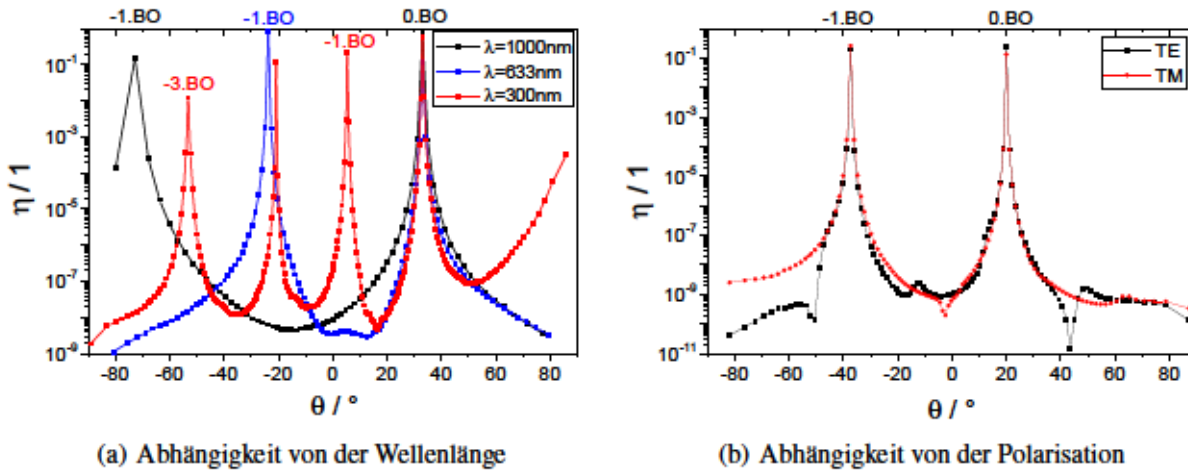 -1.BO -1.BO 0.BO
-1.BO
-3.BO
λ=1000nm
λ=633nm
λ=300nm
10⁻¹
10⁻³
10⁻⁵
10⁻⁷
10⁻⁹
η / 1
-80 -60 -40 -20 0 20 40 60 80
θ / °
(a) Abhängigkeit von der Wellenlänge
-1.BO 0.BO
TE
TM
10⁻¹
10⁻³
10⁻⁵
10⁻⁷
10⁻⁹
10⁻¹¹
η / 1
-80 -60 -40 -20 0 20 40 60 80
θ / °
(b) Abhängigkeit von der Polarisation